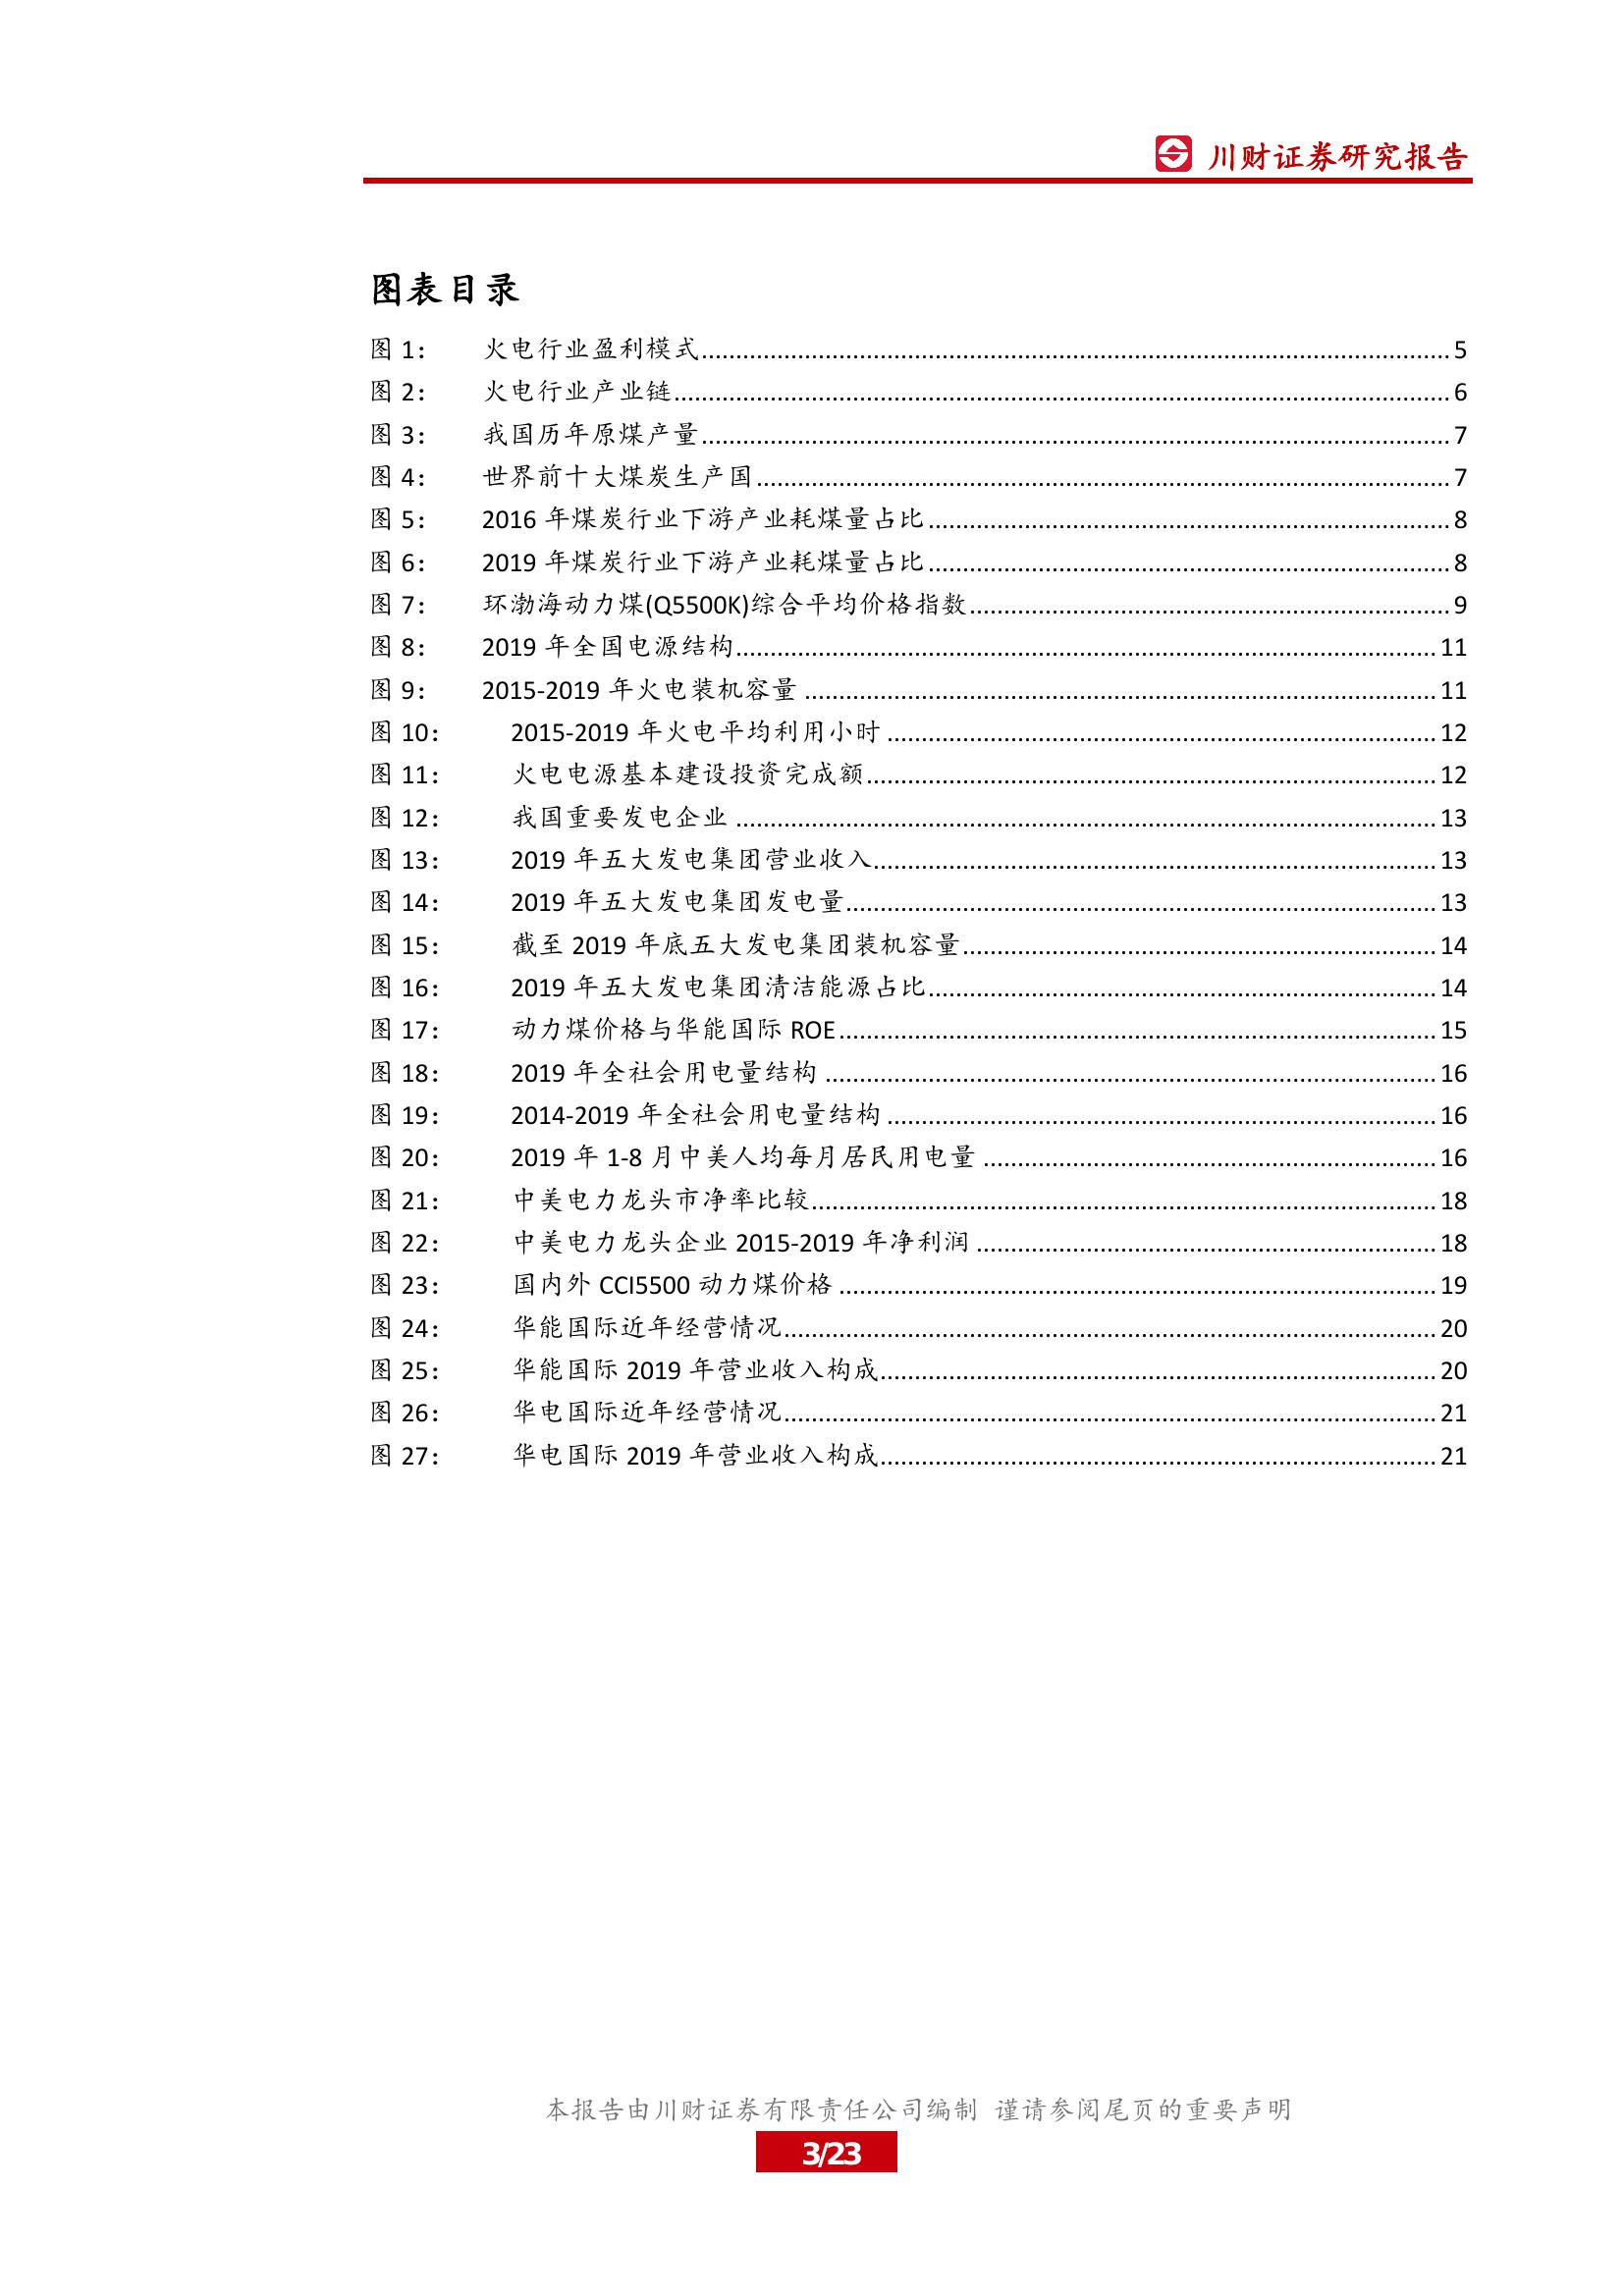 川财证券研究报告
图表目录
图 1： 火电行业盈利模式 5
图 2： 火电行业产业链 6
图 3： 我国历年原煤产量 7
图 4： 世界前十大煤炭生产国 7
图 5： 2016 年煤炭行业下游产业耗煤量占比 8
图 6： 2019 年煤炭行业下游产业耗煤量占比 8
图 7： 环渤海动力煤(Q5500K)综合平均价格指数 9
图 8： 2019 年全国电源结构 11
图 9： 2015-2019 年火电装机容量 11
图 10： 2015-2019 年火电平均利用小时 12
图 11： 火电电源基本建设投资完成额 12
图 12： 我国重要发电企业 13
图 13： 2019 年五大发电集团营业收入 13
图 14： 2019 年五大发电集团发电量 13
图 15： 截至 2019 年底五大发电集团装机容量 14
图 16： 2019 年五大发电集团清洁能源占比 14
图 17： 动力煤价格与华能国际 ROE 15
图 18： 2019 年全社会用电量结构 16
图 19： 2014-2019 年全社会用电量结构 16
图 20： 2019 年 1-8 月中美人均每月居民用电量 16
图 21： 中美电力龙头市净率比较 18
图 22： 中美电力龙头企业 2015-2019 年净利润 18
图 23： 国内外 CCI5500 动力煤价格 19
图 24： 华能国际近年经营情况 20
图 25： 华能国际 2019 年营业收入构成 20
图 26： 华电国际近年经营情况 21
图 27： 华电国际 2019 年营业收入构成 21
本报告由川财证券有限责任公司编制 谨请参阅尾页的重要声明
3/23